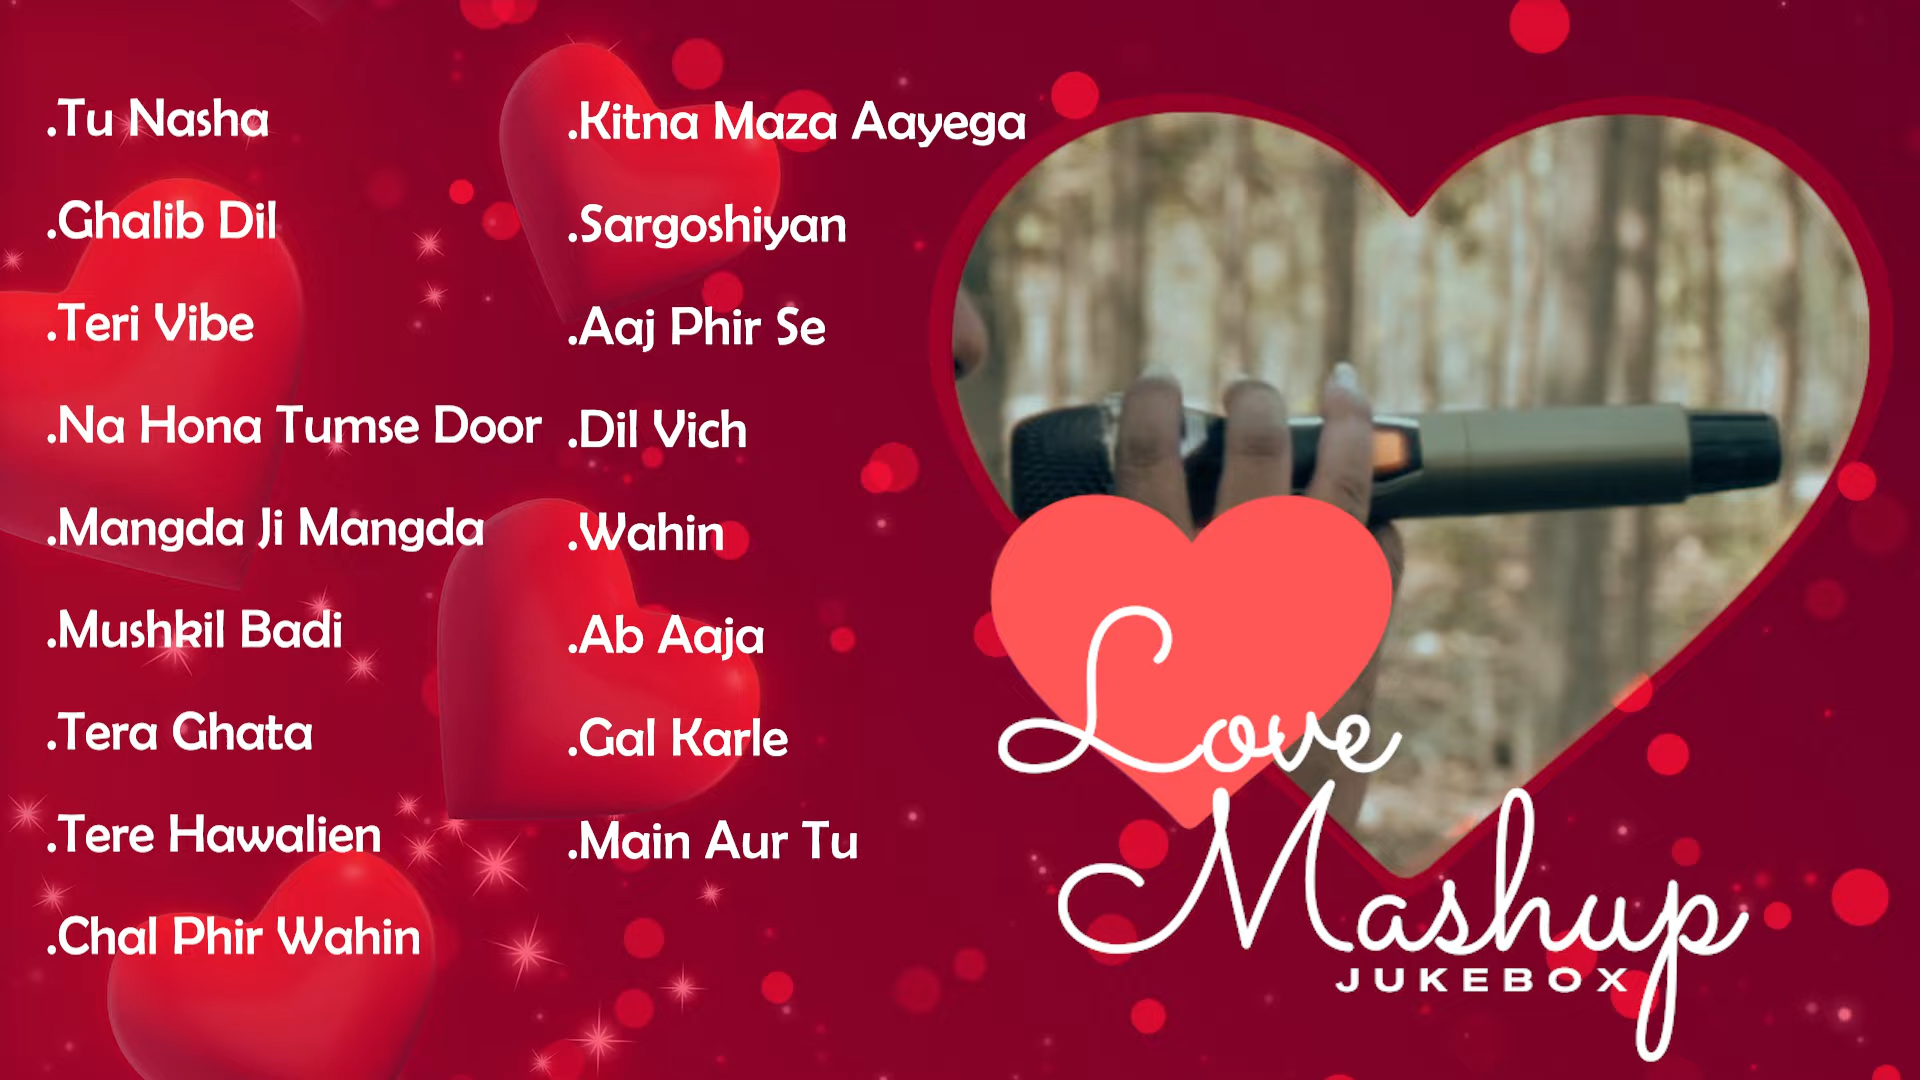 .Tu Nasha
.Ghalib Dil
.Teri Vibe
.Na Hona Tumse Door
.Mangda Ji Mangda
.Mushkil Badi
.Tera Ghata
.Tere Hawalien
.Chal Phir Wahin
.Kitna Maza Aayega
.Sargoshiyan
.Aaj Phir Se
.Dil Vich
.Wahin
.Ab Aaja
.Gal Karle
.Main Aur Tu
Love
Mashup
JUKEBOX